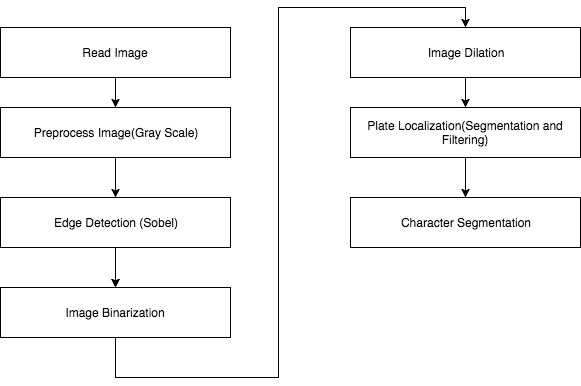 Read Image
Preprocess Image(Gray Scale)
Edge Detection (Sobel)
Image Binarization
Image Dilation
Plate Localization(Segmentation and
Filtering)
Character Segmentation